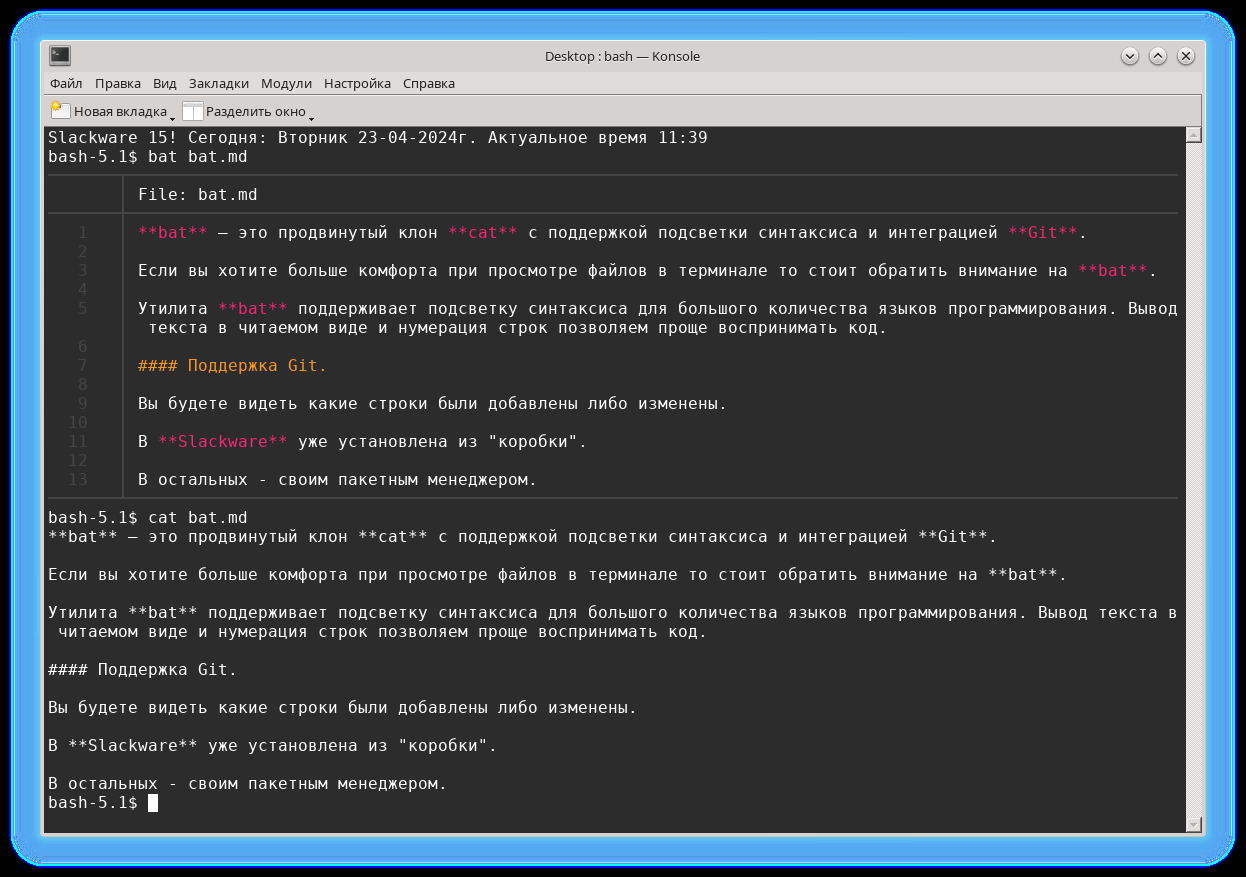 Desktop : bash — Konsole
Файл Правка Вид Закладки Модули Настройка Справка
Новая вкладка Разделить окно
Slackware 15! Сегодня: Вторник 23-04-2024г. Актуальное время 11:39
bash-5.1$ bat bat.md
File: bat.md
1 **bat** — это продвинутый клон **cat** с поддержкой подсветки синтаксиса и интеграцией **Git**.
2
3 Если вы хотите больше комфорта при просмотре файлов в терминале то стоит обратить внимание на **bat**.
4
5 Утилита **bat** поддерживает подсветку синтаксиса для большого количества языков программирования. Вывод
текста в читаемом виде и нумерация строк позволяем проще воспринимать код.
6
7 #### Поддержка Git.
8
9 Вы будете видеть какие строки были добавлены либо изменены.
10
11 В **Slackware** уже установлена из "коробки".
12
13 В остальных - своим пакетным менеджером.
bash-5.1$ cat bat.md
**bat** — это продвинутый клон **cat** с поддержкой подсветки синтаксиса и интеграцией **Git**.
Если вы хотите больше комфорта при просмотре файлов в терминале то стоит обратить внимание на **bat**.
Утилита **bat** поддерживает подсветку синтаксиса для большого количества языков программирования. Вывод текста в
читаемом виде и нумерация строк позволяем проще воспринимать код.
#### Поддержка Git.
Вы будете видеть какие строки были добавлены либо изменены.
В **Slackware** уже установлена из "коробки".
В остальных - своим пакетным менеджером.
bash-5.1$